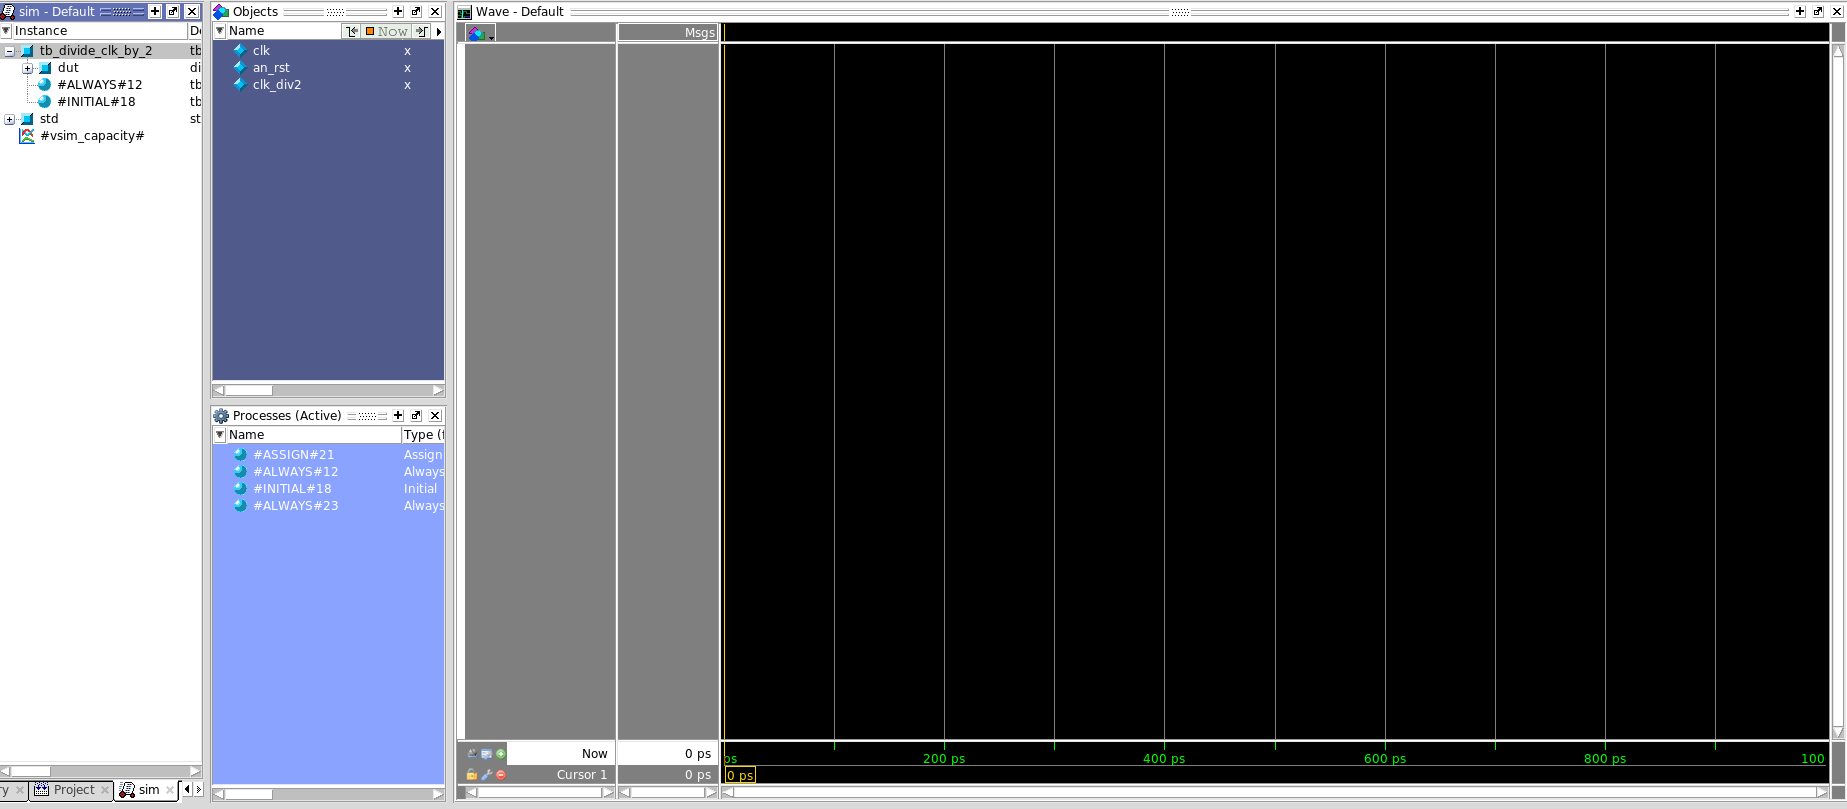 sim - Default
Instance
tb_divide_clk_by_2 tb
dut di
#ALWAYS#12 tb
#INITIAL#18 tb
std st
#vsim_capacity#
Project
sim
Objects
Name Now
clk x
an_rst x
clk_div2 x
Processes (Active)
Name Type (
#ASSIGN#21 Assign
#ALWAYS#12 Always
#INITIAL#18 Initial
#ALWAYS#23 Always
Wave - Default
Msgs
Now 0 ps
ps 200 ps 400 ps 600 ps 800 ps 100
Cursor 1 0 ps
0 ps